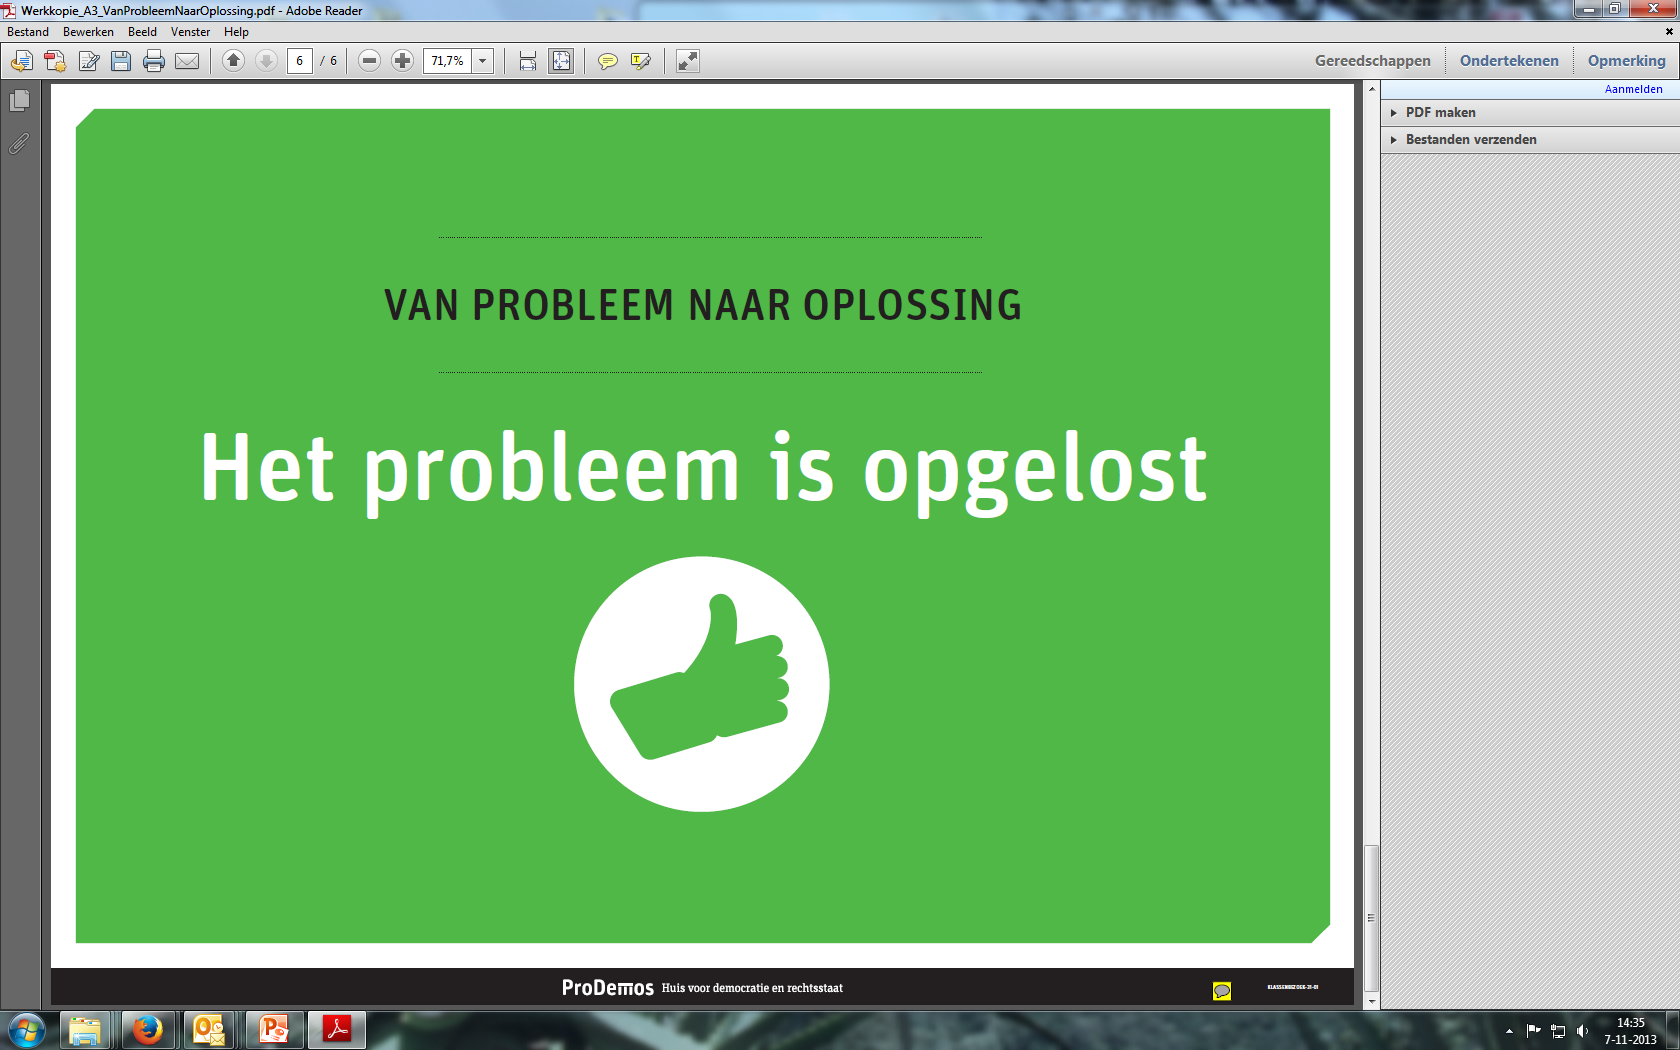 Werkkopie_A3_VanProbleemNaarOplossing.pdf - Adobe Reader
Bestand Bewerken Beeld Venster Help
6 / 6 71,7% Gereedschappen Ondertekenen Opmerking
Aanmelden
PDF maken
Bestanden verzenden
VAN PROBLEEM NAAR OPLOSSING
Het probleem is opgelost
ProDemos Huis voor democratie en rechtsstaat
14:35
7-11-2013